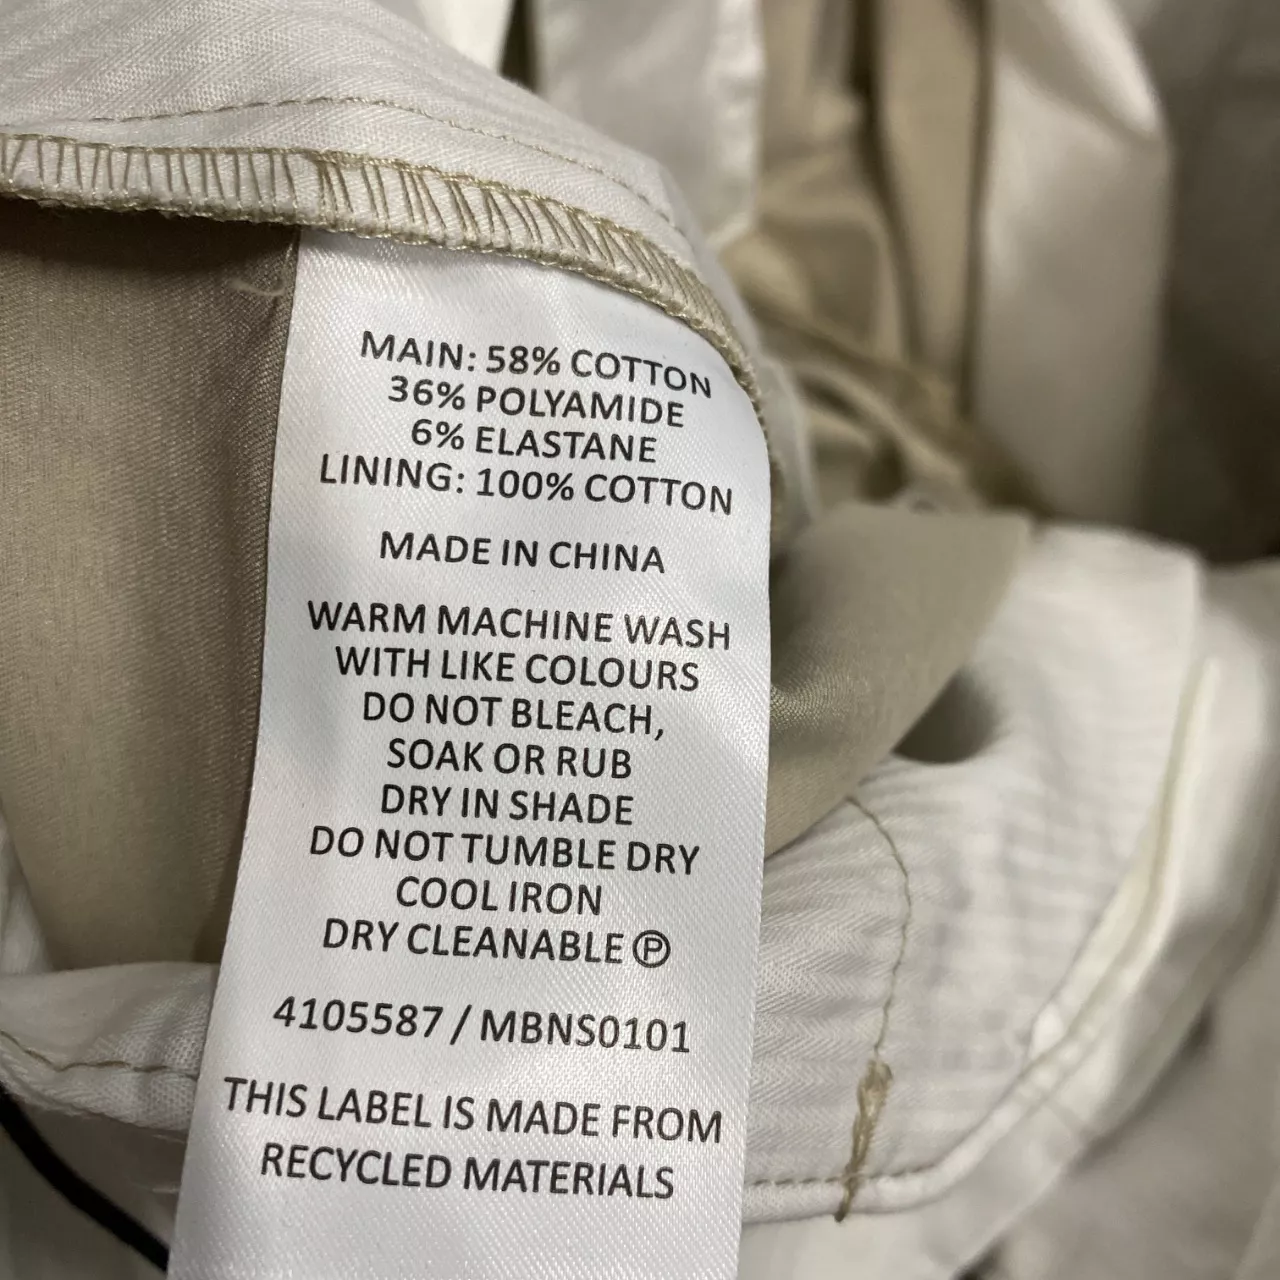 MAIN: 58% COTTON
36% POLYAMIDE
6% ELASTANE
LINING: 100% COTTON
MADE IN CHINA
WARM MACHINE WASH
WITH LIKE COLOURS
DO NOT BLEACH,
SOAK OR RUB
DRY IN SHADE
DO NOT TUMBLE DRY
COOL IRON
DRY CLEANABLE Ⓟ
4105587 / MBNS0101
THIS LABEL IS MADE FROM
RECYCLED MATERIALS